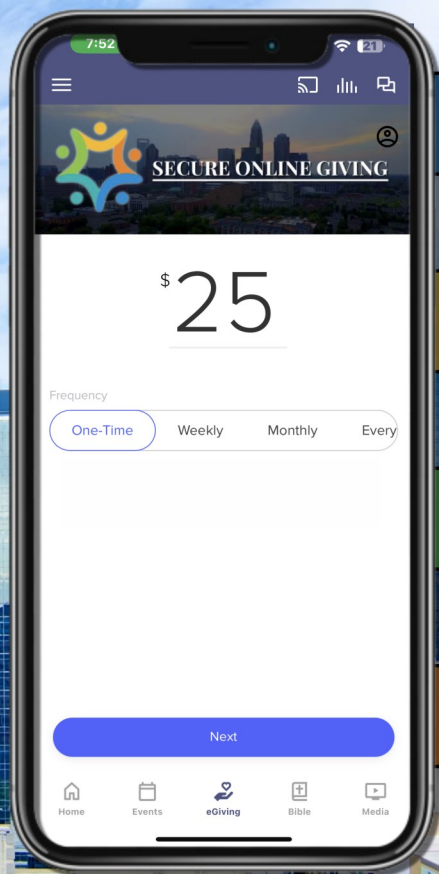 7:52
21
SECURE ONLINE GIVING
$25
Frequency
One-Time Weekly Monthly Every
Next
Home Events eGiving Bible Media